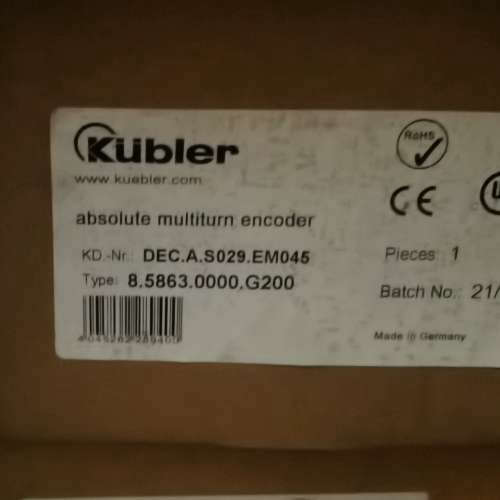 Kübler
www.kuebler.com
RoHS
CE
absolute multiturn encoder
KD.-Nr.: DEC.A.S029.EM045
Pieces: 1
Type: 8.5863.0000.G200
Batch No.: 21/
Made in Germany